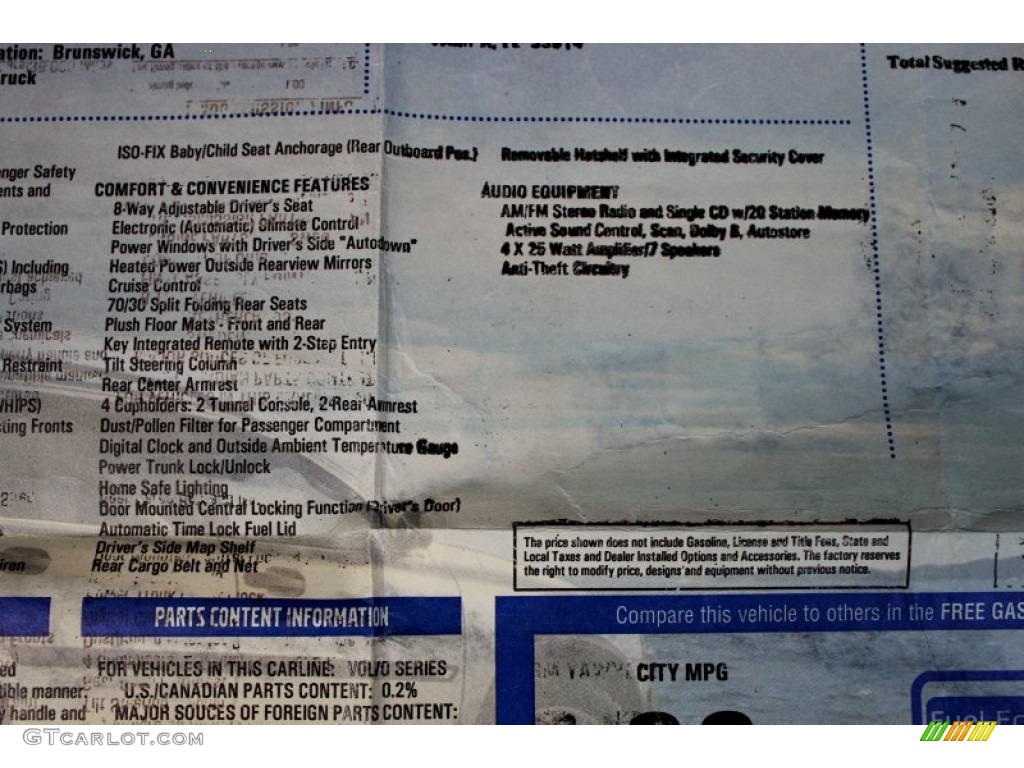 ation: Brunswick, GA
ruck
Total Suggested R
ISO-FIX Baby/Child Seat Anchorage (Rear Outboard Pos.)
Removable Hatshelf with Integrated Security Cover
nger Safety
ents and
Protection
S) Including
rbags
System
Restraint
WHIPS)
ting Fronts
iren
COMFORT & CONVENIENCE FEATURES
8-Way Adjustable Driver's Seat
Electronic (Automatic) Climate Control
Power Windows with Driver's Side "Autodown"
Heated Power Outside Rearview Mirrors
Cruise Control
70/30 Split Folding Rear Seats
Plush Floor Mats - Front and Rear
Key Integrated Remote with 2-Step Entry
Tilt Steering Column
Rear Center Armrest
4 Cupholders: 2 Tunnel Console, 2 Rear Armrest
Dust/Pollen Filter for Passenger Compartment
Digital Clock and Outside Ambient Temperature Gauge
Power Trunk Lock/Unlock
Home Safe Lighting
Door Mounted Central Locking Function (Driver's Door)
Automatic Time Lock Fuel Lid
Driver's Side Map Shelf
Rear Cargo Belt and Net
AUDIO EQUIPMENT
AM/FM Stereo Radio and Single CD w/20 Station Memory
Active Sound Control, Scan, Dolby B, Autostore
4 X 25 Watt Amplifier/7 Speakers
Anti-Theft Circuitry
The price shown does not include Gasoline, License and Title Fees, State and
Local Taxes and Dealer Installed Options and Accessories. The factory reserves
the right to modify price, designs and equipment without previous notice.
PARTS CONTENT INFORMATION
FOR VEHICLES IN THIS CARLINE: VOLVO SERIES
U.S./CANADIAN PARTS CONTENT: 0.2%
MAJOR SOUCES OF FOREIGN PARTS CONTENT:
ed
tible manner
y handle and
Compare this vehicle to others in the FREE GAS
CITY MPG
Fuel Ec
GTcarlot.com